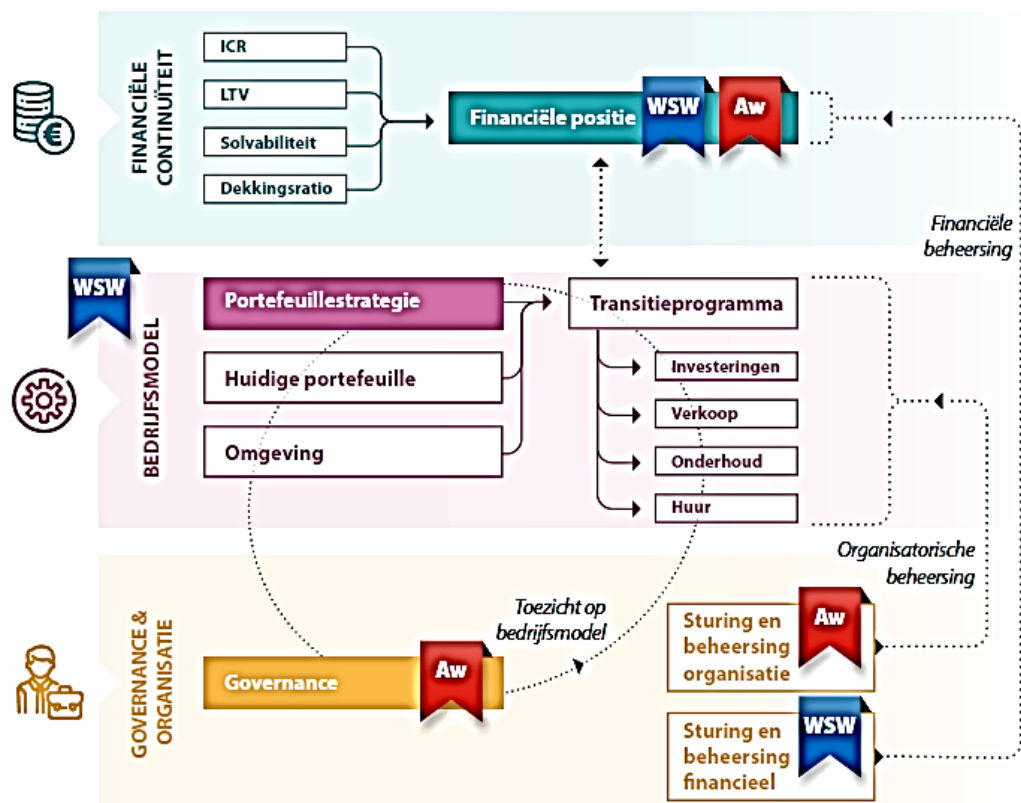 FINANCIËLE
CONTINUÏTEIT
ICR
LTV
Solvabiliteit
Dekkingsratio
Financiële positie
WSW
Aw
Financiële
beheersing
WSW
BEDRIJFSMODEL
Portefeuillestrategie
Huidige portefeuille
Omgeving
Transitieprogramma
Investeringen
Verkoop
Onderhoud
Huur
Organisatorische
beheersing
GOVERNANCE &
ORGANISATIE
Governance
Aw
Toezicht op
bedrijfsmodel
Sturing en
beheersing
organisatie
Aw
Sturing en
beheersing
financieel
WSW